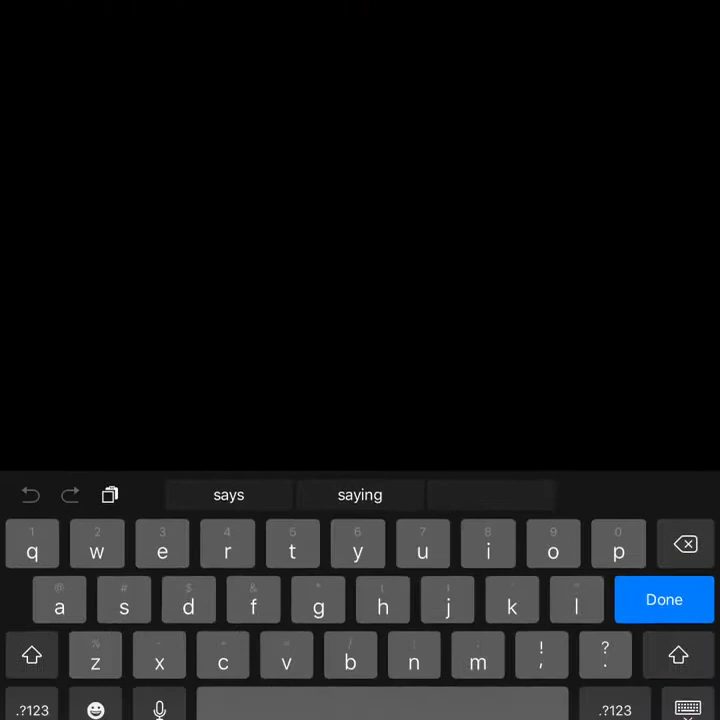 says saying
1 2 3 4 5 6 7 8 9 0
q w e r t y u i o p
@ # $ & * ( ) ' "
a s d f g h j k l Done
% - + = / ; : ! ?
z x c v b n m , .
.?123 .?123